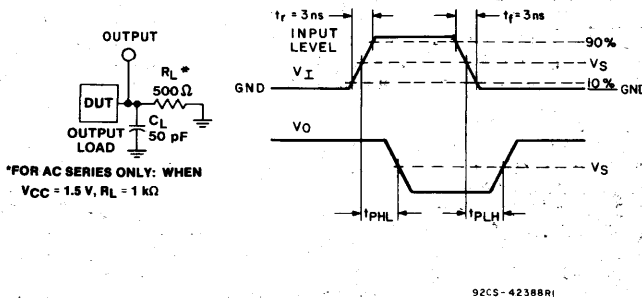 OUTPUT
DUT
OUTPUT
LOAD
RL*
500Ω
CL
50 pF
*FOR AC SERIES ONLY: WHEN
VCC = 1.5 V, RL = 1 kΩ
tr = 3ns
tf = 3ns
INPUT
LEVEL
90%
VI
VS
10%
GND
GND
VO
VS
tPHL
tPLH
92CS-42388R1